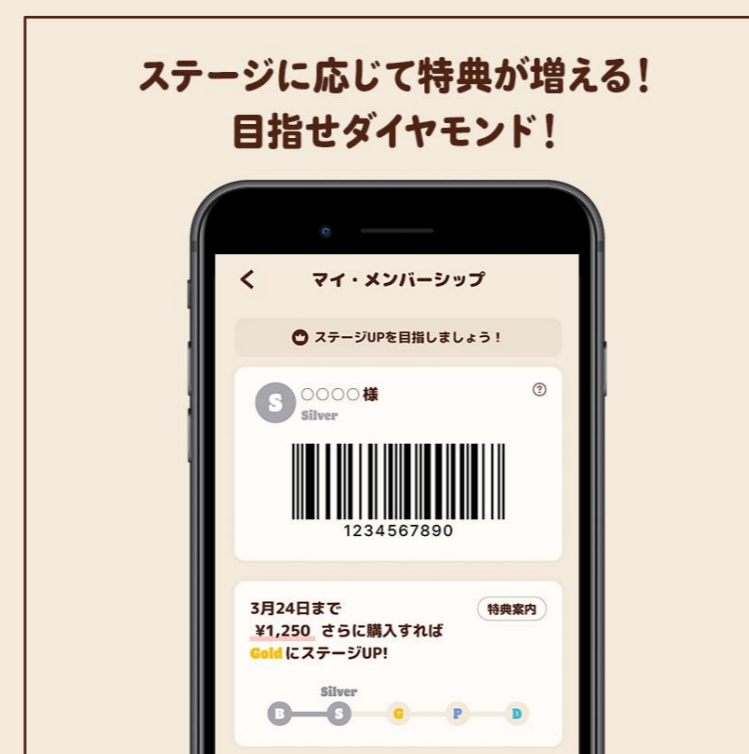 ステージに応じて特典が増える!
目指せダイヤモンド!
マイ・メンバーシップ
ステージUPを目指しましょう!
S
○○○○様
?
Silver
1234567890
3月24日まで
特典案内
¥1,250 さらに購入すれば
GoldにステージUP!
Silver
B S G P D